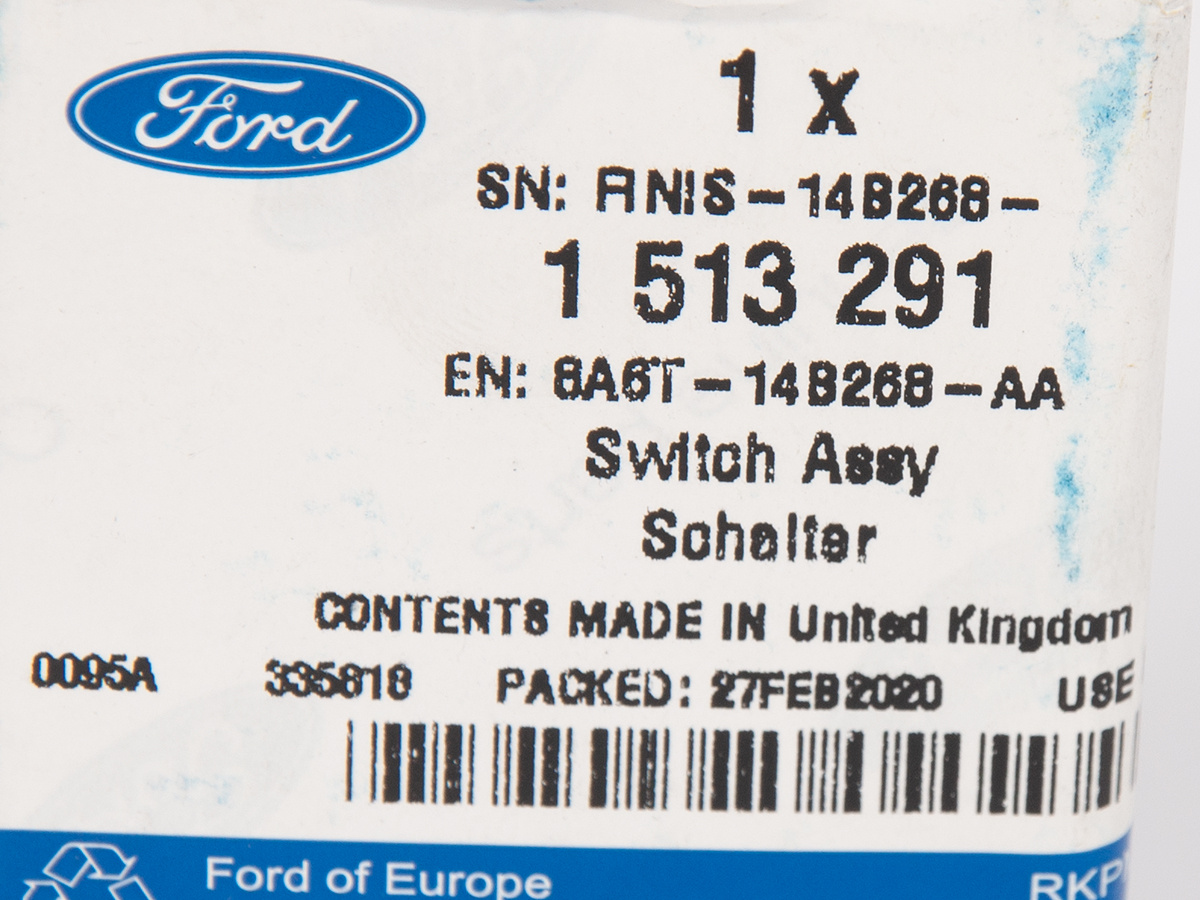 Ford
1 x
SN: RNIS-14B268-
1 513 291
EN: 8A6T-14B268-AA
Switch Assy
Schalter
CONTENTS MADE IN United Kingdom
0095A 335818 PACKED: 27FEB2020 USE
Ford of Europe